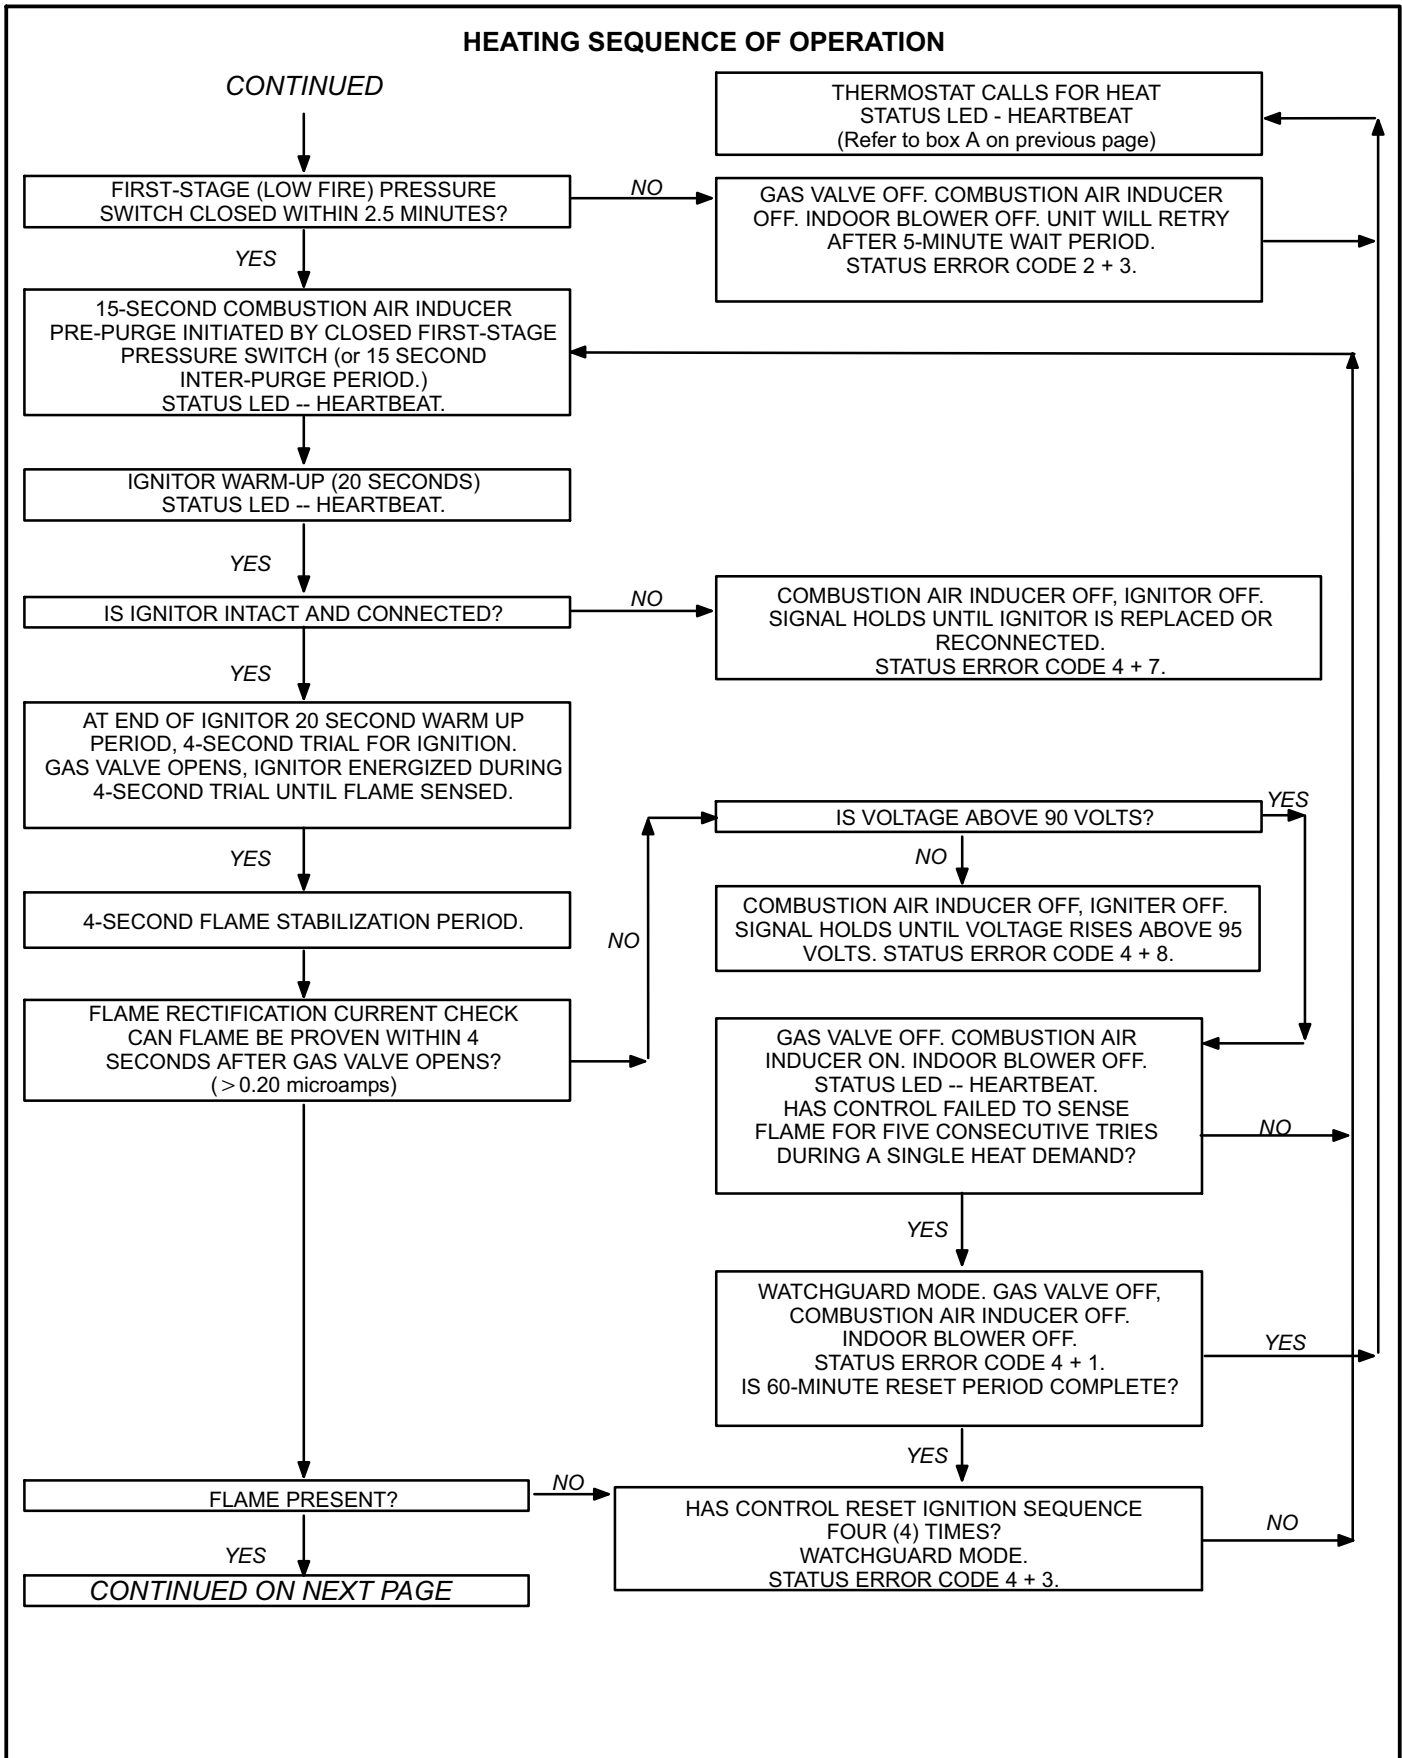 HEATING SEQUENCE OF OPERATION
CONTINUED
THERMOSTAT CALLS FOR HEAT
STATUS LED - HEARTBEAT
(Refer to box A on previous page)
FIRST-STAGE (LOW FIRE) PRESSURE
SWITCH CLOSED WITHIN 2.5 MINUTES?
NO
GAS VALVE OFF. COMBUSTION AIR INDUCER
OFF. INDOOR BLOWER OFF. UNIT WILL RETRY
AFTER 5-MINUTE WAIT PERIOD.
STATUS ERROR CODE 2 + 3.
YES
15-SECOND COMBUSTION AIR INDUCER
PRE-PURGE INITIATED BY CLOSED FIRST-STAGE
PRESSURE SWITCH (or 15 SECOND
INTER-PURGE PERIOD.)
STATUS LED -- HEARTBEAT.
IGNITOR WARM-UP (20 SECONDS)
STATUS LED -- HEARTBEAT.
YES
IS IGNITOR INTACT AND CONNECTED?
NO
COMBUSTION AIR INDUCER OFF, IGNITOR OFF.
SIGNAL HOLDS UNTIL IGNITOR IS REPLACED OR
RECONNECTED.
STATUS ERROR CODE 4 + 7.
YES
AT END OF IGNITOR 20 SECOND WARM UP
PERIOD, 4-SECOND TRIAL FOR IGNITION.
GAS VALVE OPENS, IGNITOR ENERGIZED DURING
4-SECOND TRIAL UNTIL FLAME SENSED.
YES
4-SECOND FLAME STABILIZATION PERIOD.
FLAME RECTIFICATION CURRENT CHECK
CAN FLAME BE PROVEN WITHIN 4
SECONDS AFTER GAS VALVE OPENS?
(>0.20 microamps)
NO
IS VOLTAGE ABOVE 90 VOLTS?
YES
NO
COMBUSTION AIR INDUCER OFF, IGNITER OFF.
SIGNAL HOLDS UNTIL VOLTAGE RISES ABOVE 95
VOLTS. STATUS ERROR CODE 4 + 8.
GAS VALVE OFF. COMBUSTION AIR
INDUCER ON. INDOOR BLOWER OFF.
STATUS LED -- HEARTBEAT.
HAS CONTROL FAILED TO SENSE
FLAME FOR FIVE CONSECUTIVE TRIES
DURING A SINGLE HEAT DEMAND?
NO
YES
WATCHGUARD MODE. GAS VALVE OFF,
COMBUSTION AIR INDUCER OFF.
INDOOR BLOWER OFF.
STATUS ERROR CODE 4 + 1.
IS 60-MINUTE RESET PERIOD COMPLETE?
YES
YES
FLAME PRESENT?
NO
HAS CONTROL RESET IGNITION SEQUENCE
FOUR (4) TIMES?
WATCHGUARD MODE.
STATUS ERROR CODE 4 + 3.
NO
YES
CONTINUED ON NEXT PAGE